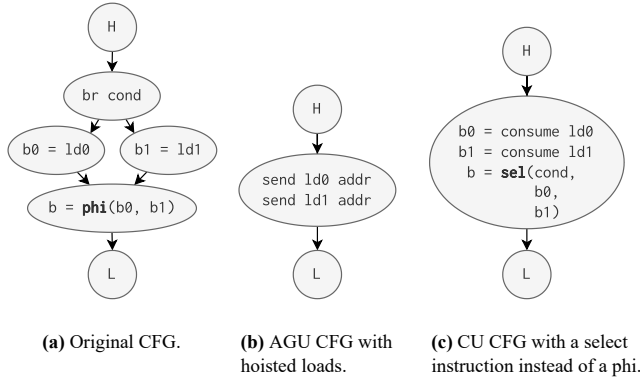 H
br cond
b0 = ld0
b1 = ld1
b = phi(b0, b1)
L
(a) Original CFG.
H
send ld0 addr
send ld1 addr
L
(b) AGU CFG with
hoisted loads.
H
b0 = consume ld0
b1 = consume ld1
b = sel(cond,
b0,
b1)
L
(c) CU CFG with a select
instruction instead of a phi.